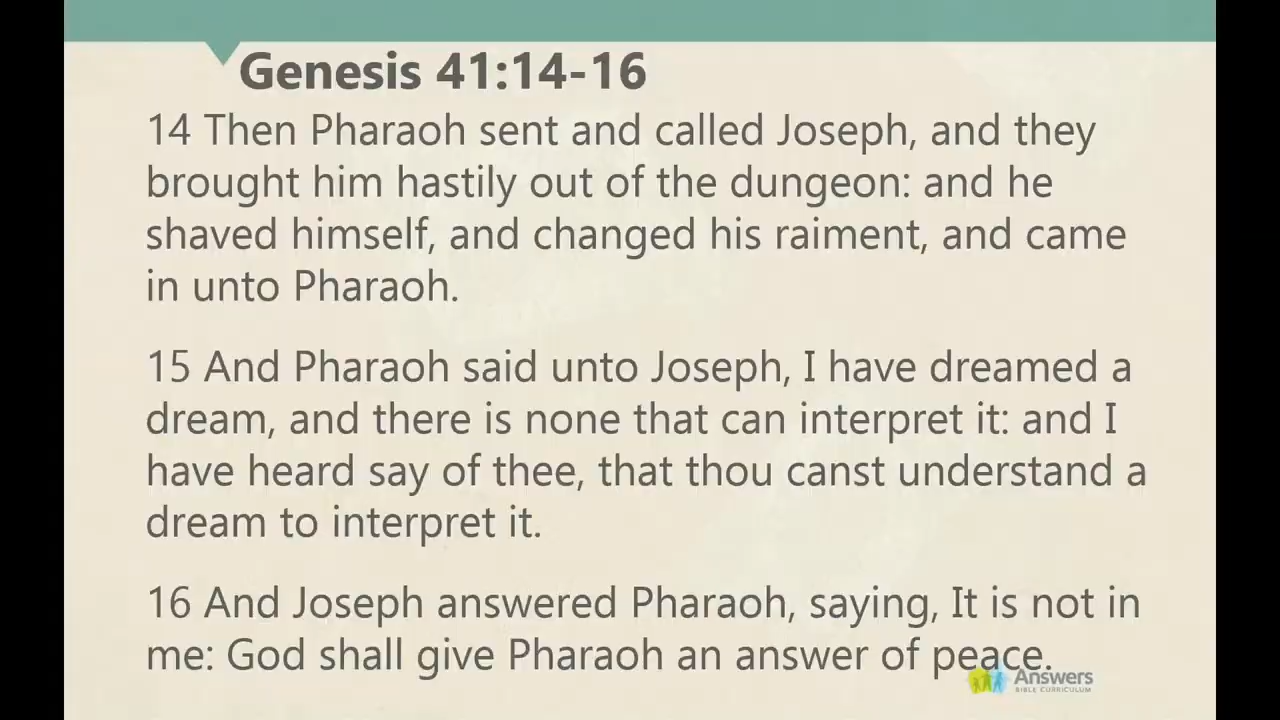 Genesis 41:14-16
14 Then Pharaoh sent and called Joseph, and they
brought him hastily out of the dungeon: and he
shaved himself, and changed his raiment, and came
in unto Pharaoh.
15 And Pharaoh said unto Joseph, I have dreamed a
dream, and there is none that can interpret it: and I
have heard say of thee, that thou canst understand a
dream to interpret it.
16 And Joseph answered Pharaoh, saying, It is not in
me: God shall give Pharaoh an answer of peace.
Answers
BIBLE CURRICULUM